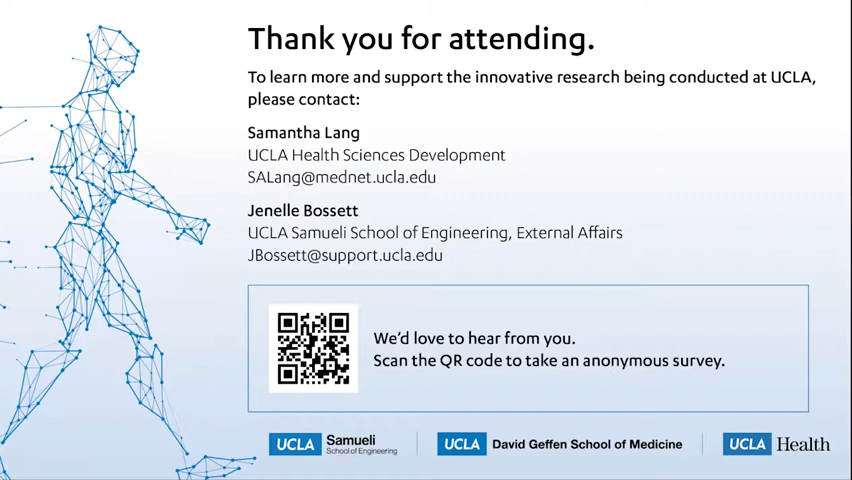 Thank you for attending.
To learn more and support the innovative research being conducted at UCLA,
please contact:
Samantha Lang
UCLA Health Sciences Development
SALang@mednet.ucla.edu
Jenelle Bossett
UCLA Samueli School of Engineering, External Affairs
JBossett@support.ucla.edu
We'd love to hear from you.
Scan the QR code to take an anonymous survey.
UCLA Samueli
School of Engineering
UCLA David Geffen School of Medicine
UCLA Health